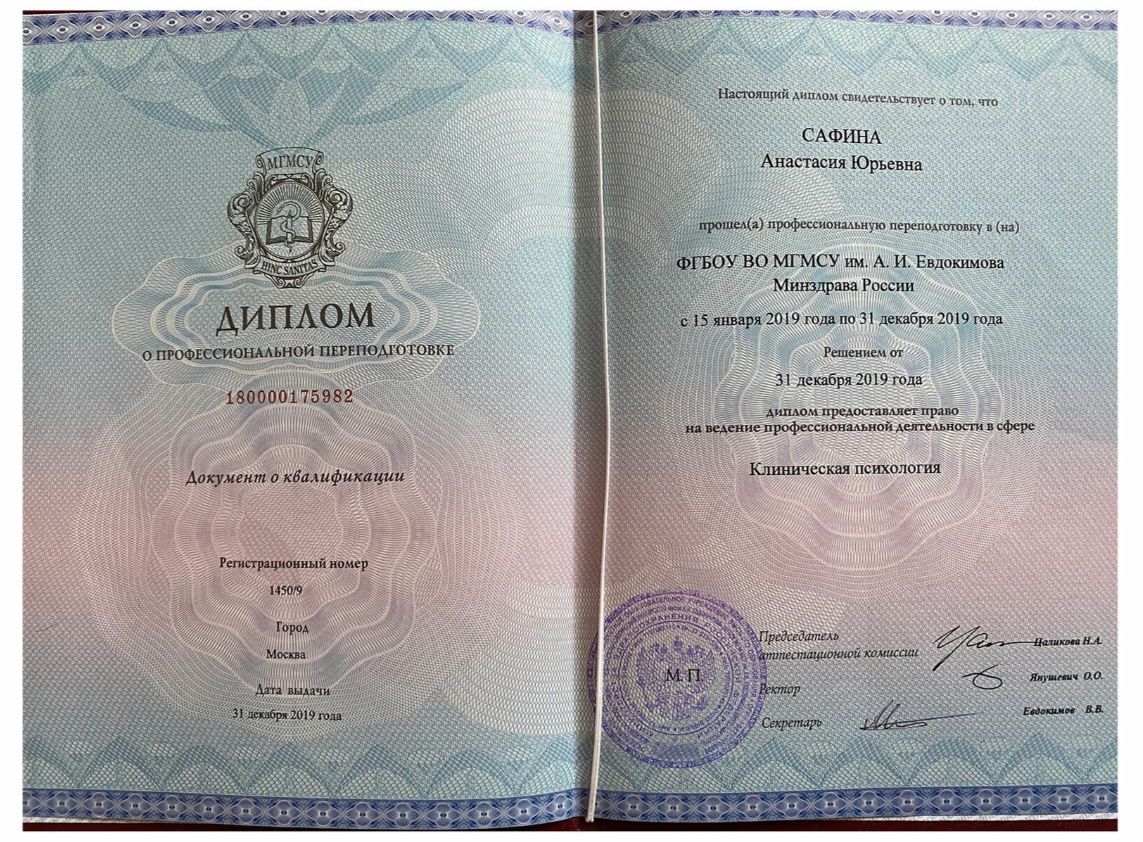 МГМСУ
HINC SANITAS
ДИПЛОМ
О ПРОФЕССИОНАЛЬНОЙ ПЕРЕПОДГОТОВКЕ
180000175982
Документ о квалификации
Регистрационный номер
1450/9
Город
Москва
Дата выдачи
31 декабря 2019 года
Настоящий диплом свидетельствует о том, что
САФИНА
Анастасия Юрьевна
прошел(а) профессиональную переподготовку в (на)
ФГБОУ ВО МГМСУ им. А. И. Евдокимова
Минздрава России
с 15 января 2019 года по 31 декабря 2019 года
Решением от
31 декабря 2019 года
диплом предоставляет право
на ведение профессиональной деятельности в сфере
Клиническая психология
М. П.
Председатель
аттестационной комиссии
Цаликова Н.А.
Ректор
Янушевич О.О.
Секретарь
Евдокимов В.В.